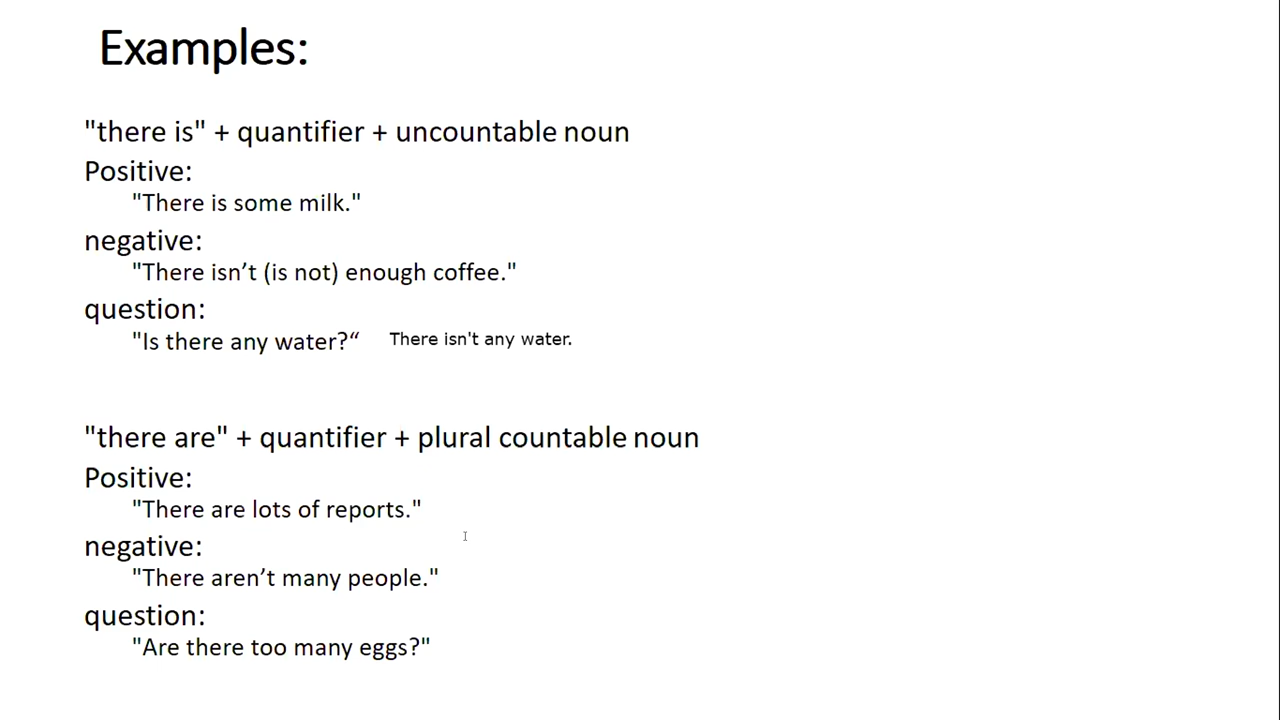 Examples:
"there is" + quantifier + uncountable noun
Positive:
"There is some milk."
negative:
"There isn’t (is not) enough coffee."
question:
"Is there any water?“ There isn't any water.
"there are" + quantifier + plural countable noun
Positive:
"There are lots of reports."
negative:
"There aren’t many people."
question:
"Are there too many eggs?"